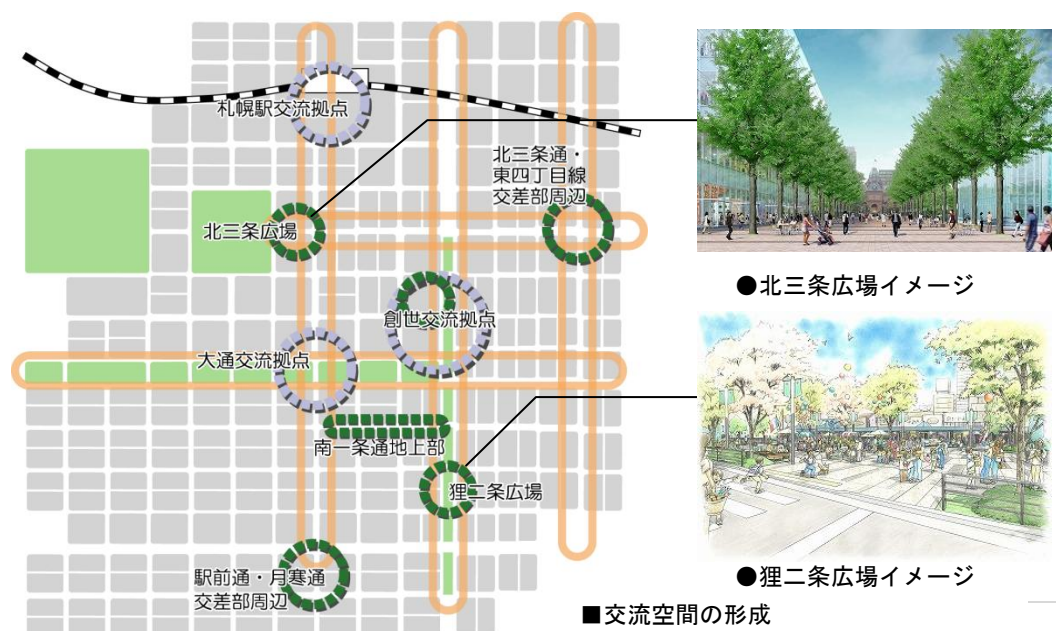 札幌駅交流拠点
北三条通・
東四丁目線
交差部周辺
北三条広場
●北三条広場イメージ
創世交流拠点
大通交流拠点
南一条通地上部
狸二条広場
駅前通・月寒通
交差部周辺
●狸二条広場イメージ
■交流空間の形成